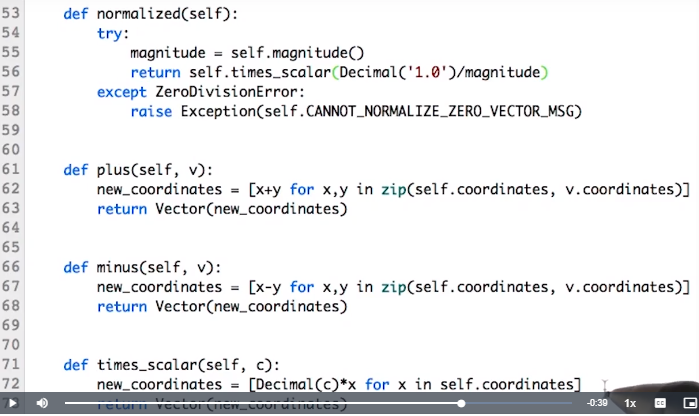 53 def normalized(self):
54 try:
55 magnitude = self.magnitude()
56 return self.times_scalar(Decimal('1.0')/magnitude)
57 except ZeroDivisionError:
58 raise Exception(self.CANNOT_NORMALIZE_ZERO_VECTOR_MSG)
59
60
61 def plus(self, v):
62 new_coordinates = [x+y for x,y in zip(self.coordinates, v.coordinates)]
63 return Vector(new_coordinates)
64
65
66 def minus(self, v):
67 new_coordinates = [x-y for x,y in zip(self.coordinates, v.coordinates)]
68 return Vector(new_coordinates)
69
70
71 def times_scalar(self, c):
72 new_coordinates = [Decimal(c)*x for x in self.coordinates]
return Vector(new_coordinates)
-0:39 1x CC